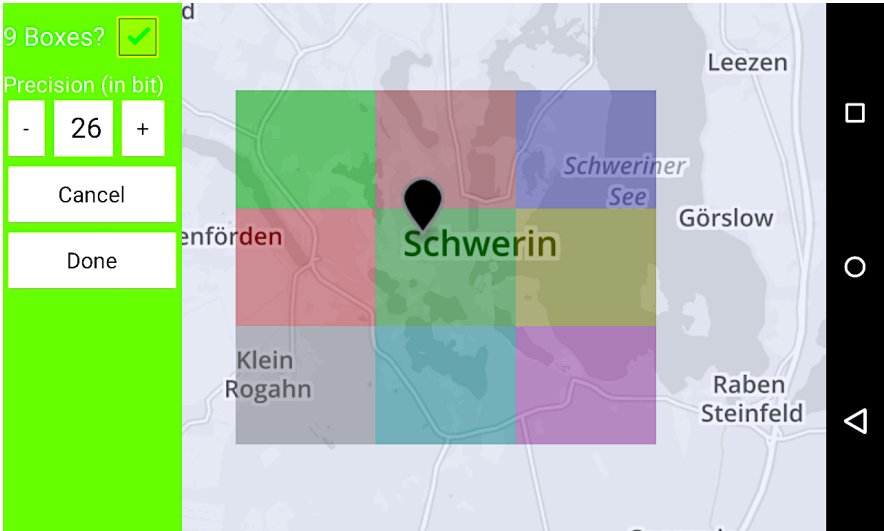 9 Boxes?
Precision (in bit)
- 26 +
Cancel
Done
d
Leezen
Schweriner
See
Görslow
enförden
Schwerin
Klein
Rogahn
Raben
Steinfeld